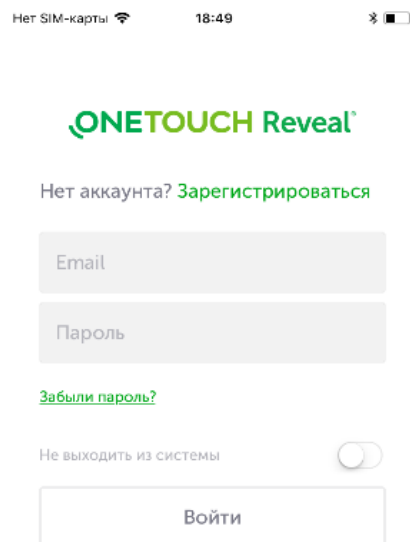 Нет SIM-карты 18:49
ONETOUCH Reveal®
Нет аккаунта? Зарегистрироваться
Email
Пароль
Забыли пароль?
Не выходить из системы
Войти